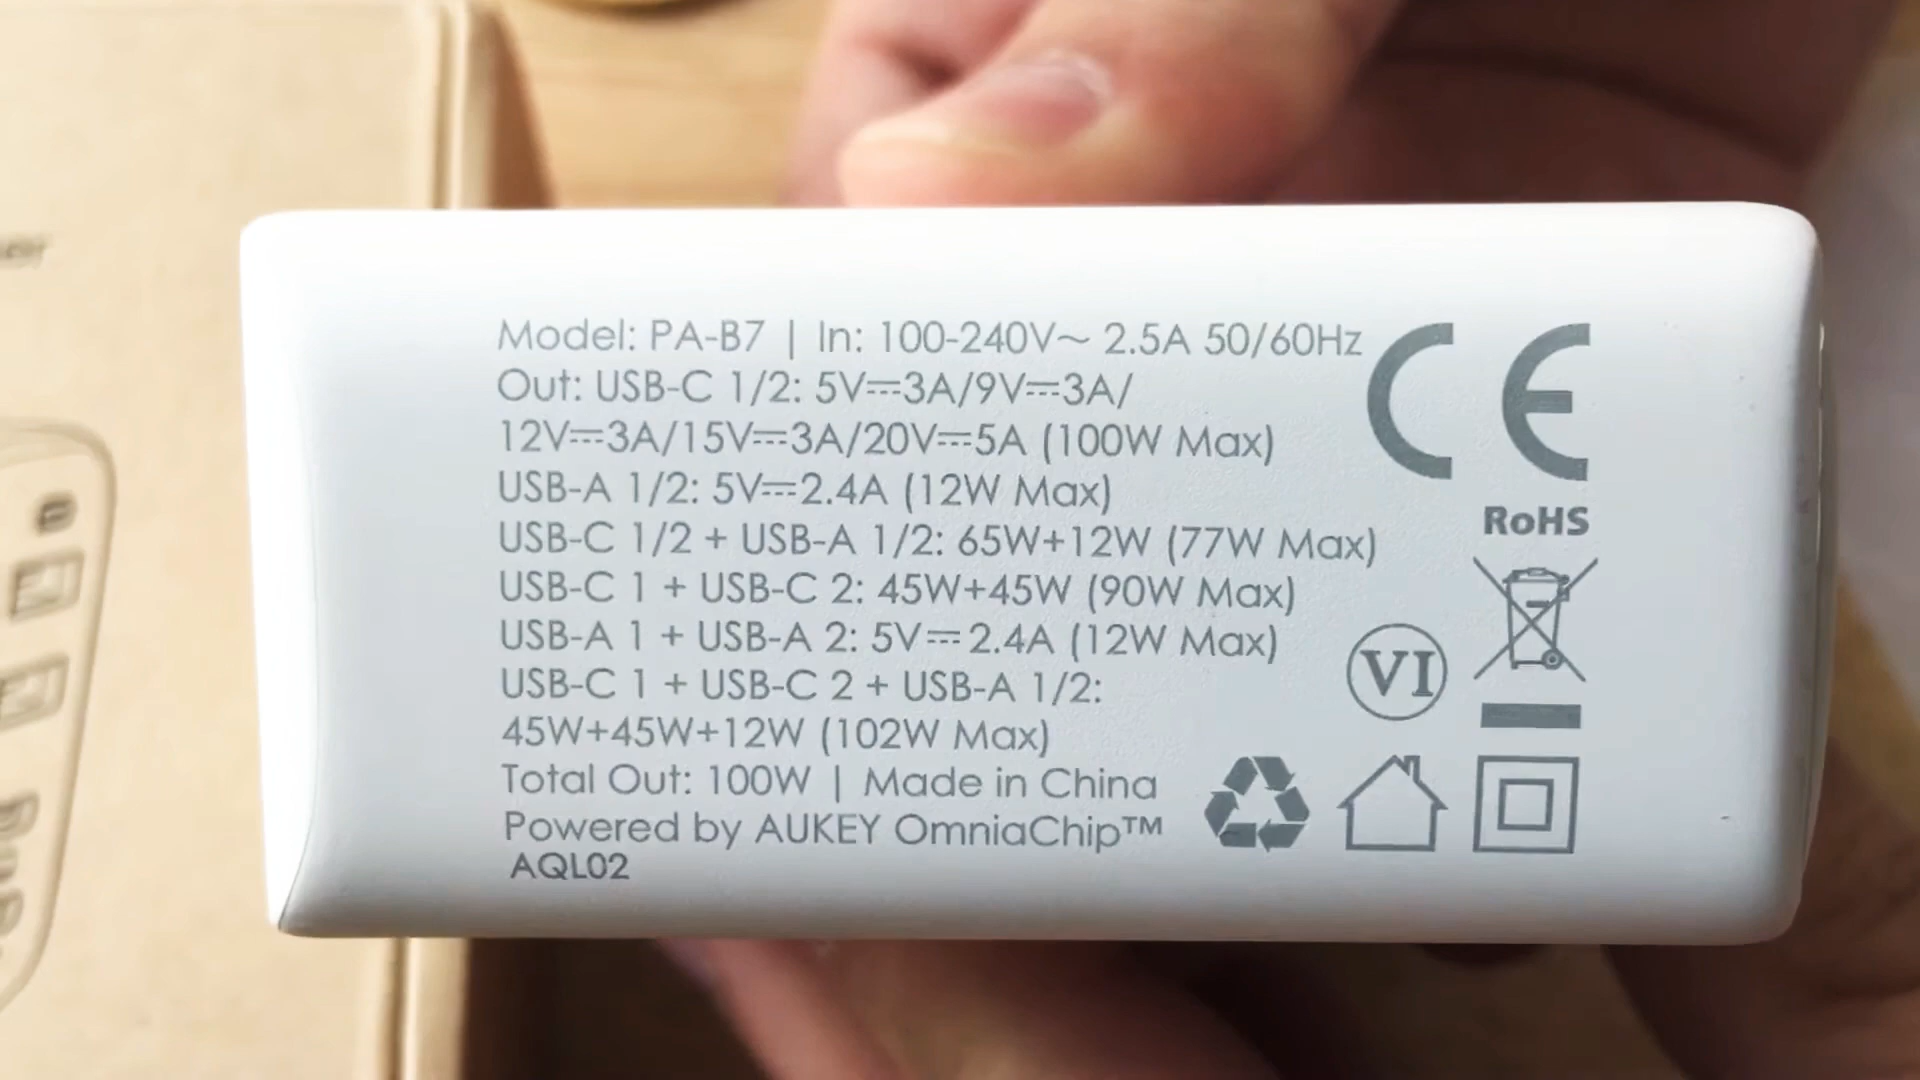 Model: PA-B7 | In: 100-240V~ 2.5A 50/60Hz
Out: USB-C 1/2: 5V⎓3A/9V⎓3A/
12V⎓3A/15V⎓3A/20V⎓5A (100W Max)
USB-A 1/2: 5V⎓2.4A (12W Max)
USB-C 1/2 + USB-A 1/2: 65W+12W (77W Max)
USB-C 1 + USB-C 2: 45W+45W (90W Max)
USB-A 1 + USB-A 2: 5V⎓2.4A (12W Max)
USB-C 1 + USB-C 2 + USB-A 1/2:
45W+45W+12W (102W Max)
Total Out: 100W | Made in China
Powered by AUKEY OmniaChip™
AQL02
CE
RoHS
VI